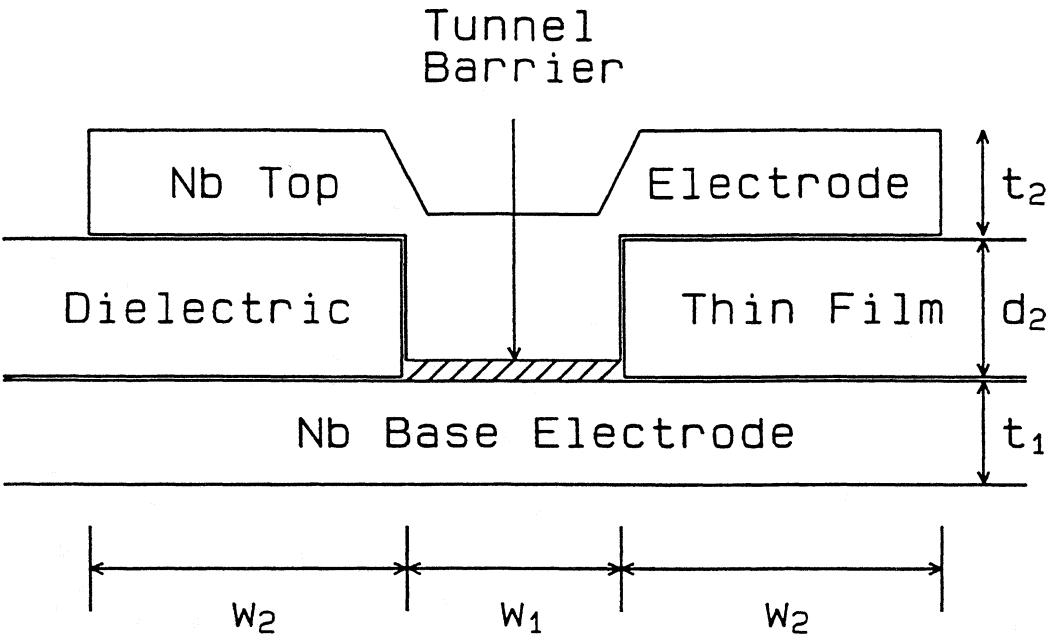 Tunnel
Barrier
Nb Top
Electrode
t₂
Dielectric
Thin Film
d₂
Nb Base Electrode
t₁
W₂
W₁
W₂